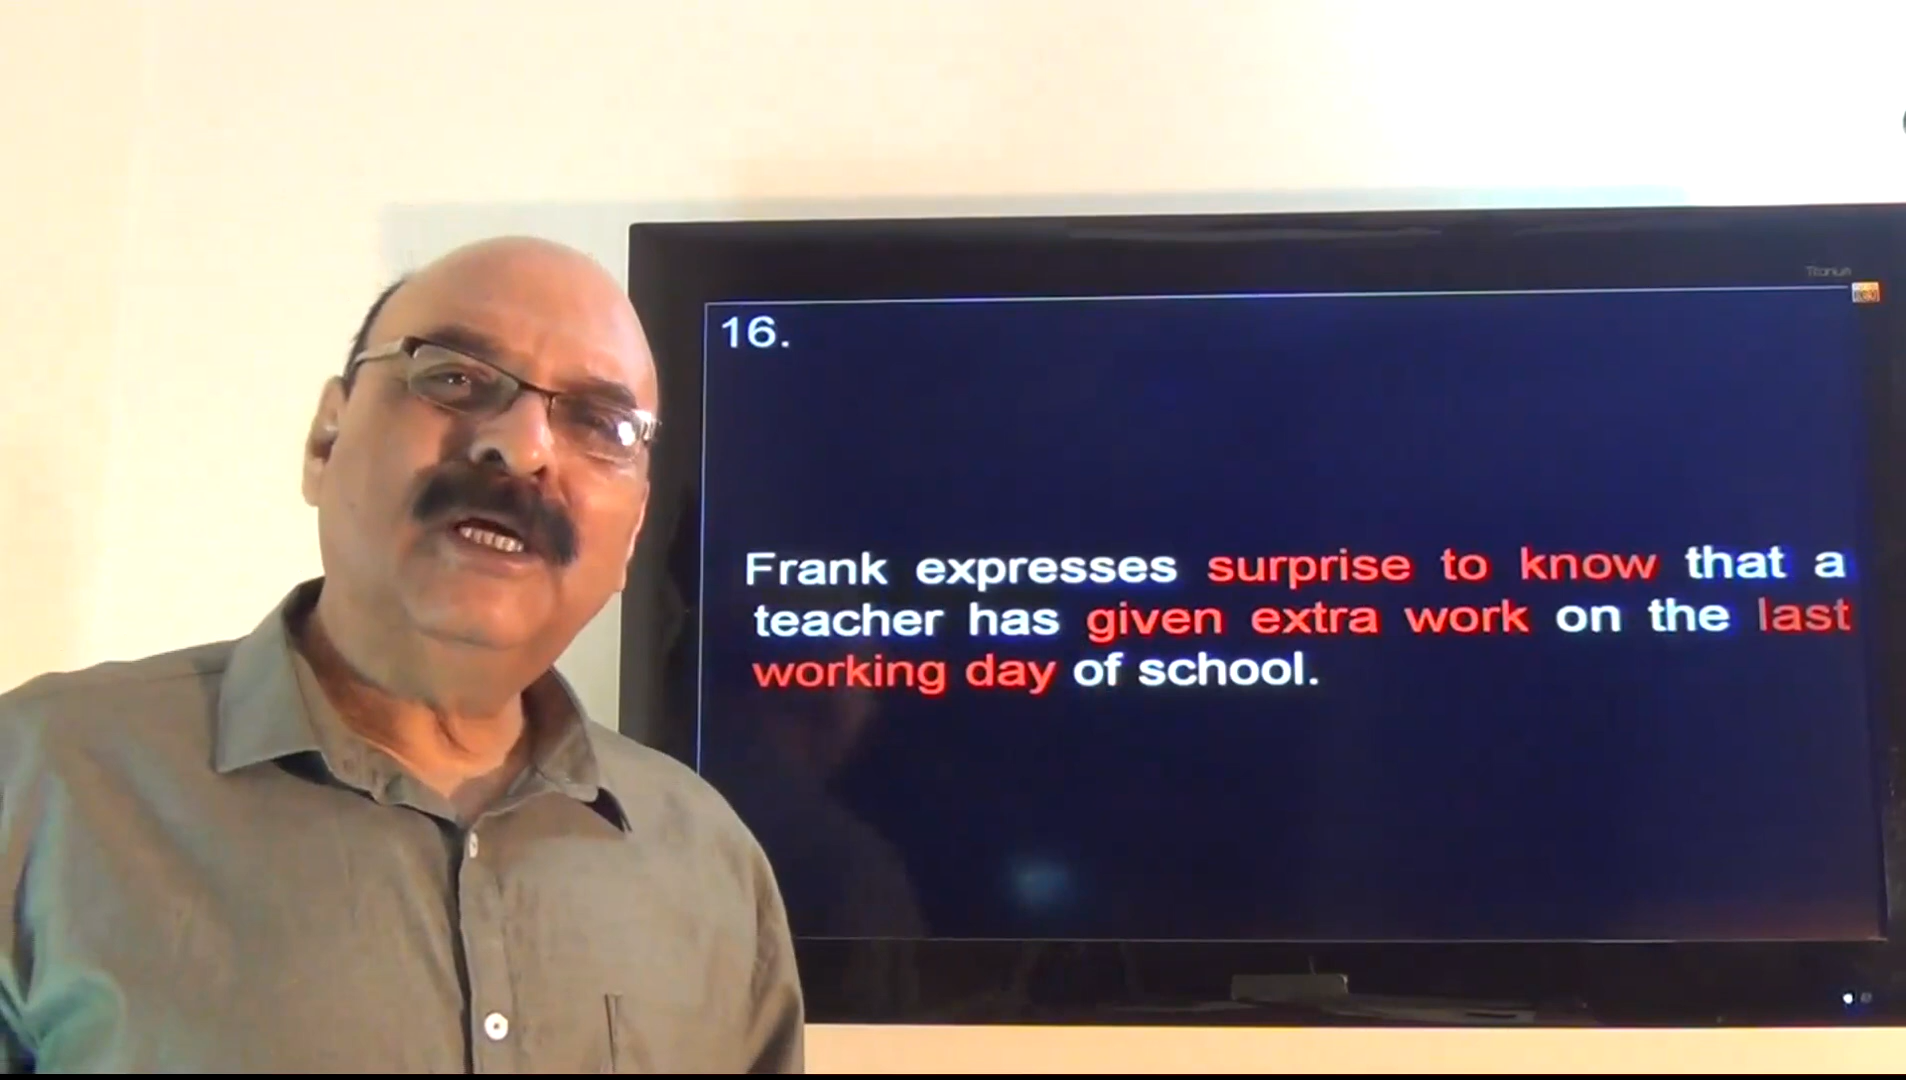 16.
Frank expresses surprise to know that a
teacher has given extra work on the last
working day of school.